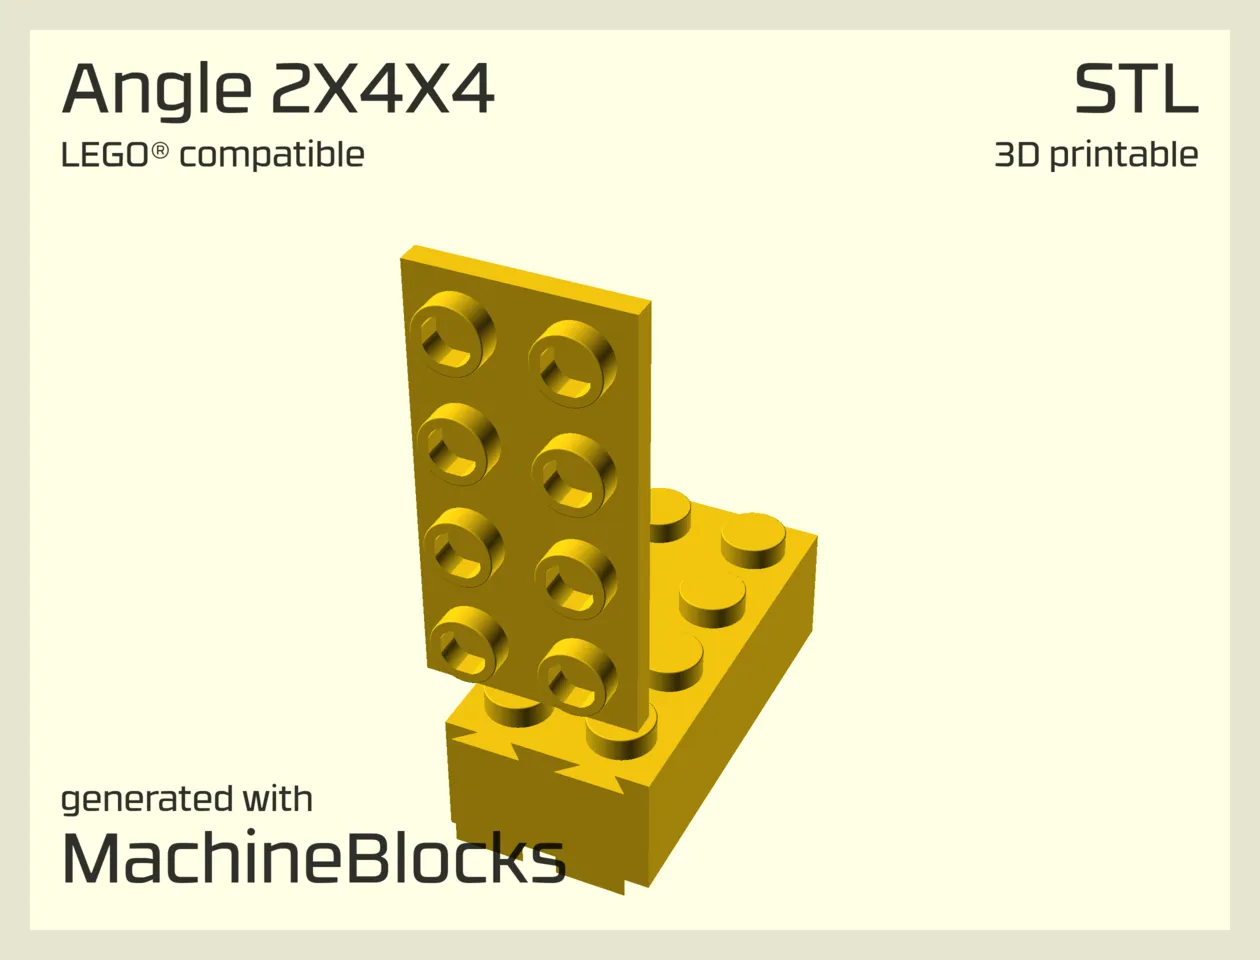 Angle 2X4X4
LEGO® compatible
STL
3D printable
generated with
MachineBlocks